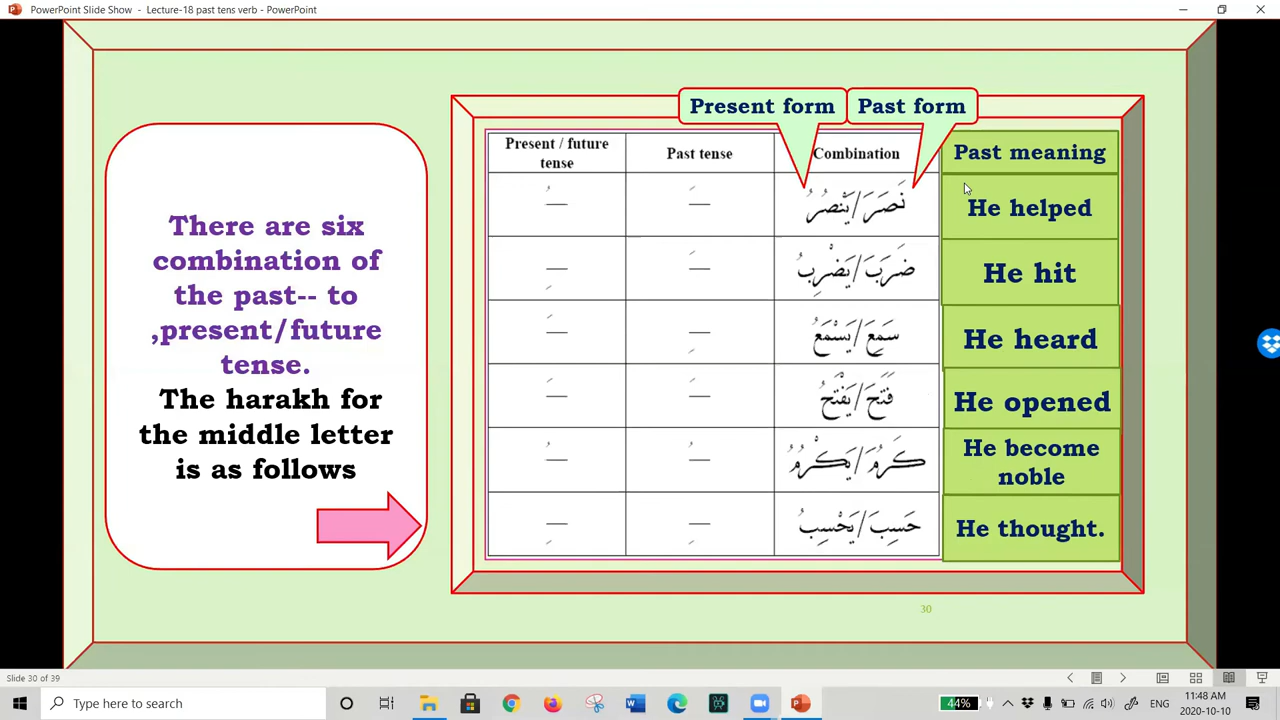 PowerPoint Slide Show - Lecture-18 past tens verb - PowerPoint
Present form
Past form
There are six
combination of
the past-- to
,present/future
tense.
The harakh for
the middle letter
is as follows
Present / future
tense
Past tense
Combination
Past meaning
نَصَرَ/يَنْصُرُ
He helped
ضَرَبَ/يَضْرِبُ
He hit
سَمِعَ/يَسْمَعُ
He heard
فَتَحَ/يَفْتَحُ
He opened
كَرُمَ/يَكْرُمُ
He become
noble
حَسِبَ/يَحْسِبُ
He thought.
30
Slide 30 of 39
Type here to search
44%
ENG
11:48 AM
2020-10-10